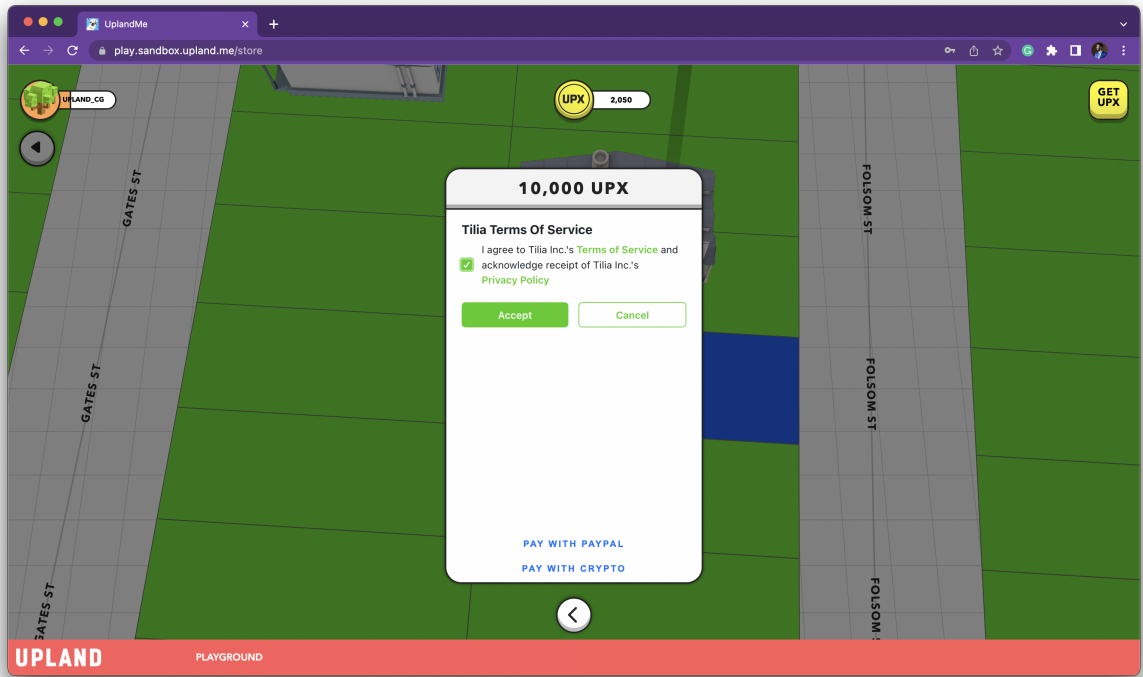 UplandMe
play.sandbox.upland.me/store
UPLAND_CG
UPX
2,050
GET
UPX
GATES ST
FOLSOM ST
10,000 UPX
Tilia Terms Of Service
I agree to Tilia Inc.'s Terms of Service and
acknowledge receipt of Tilia Inc.'s
Privacy Policy
Accept
Cancel
GATES ST
FOLSOM ST
PAY WITH PAYPAL
PAY WITH CRYPTO
GATES ST
FOLSOM S
UPLAND
PLAYGROUND